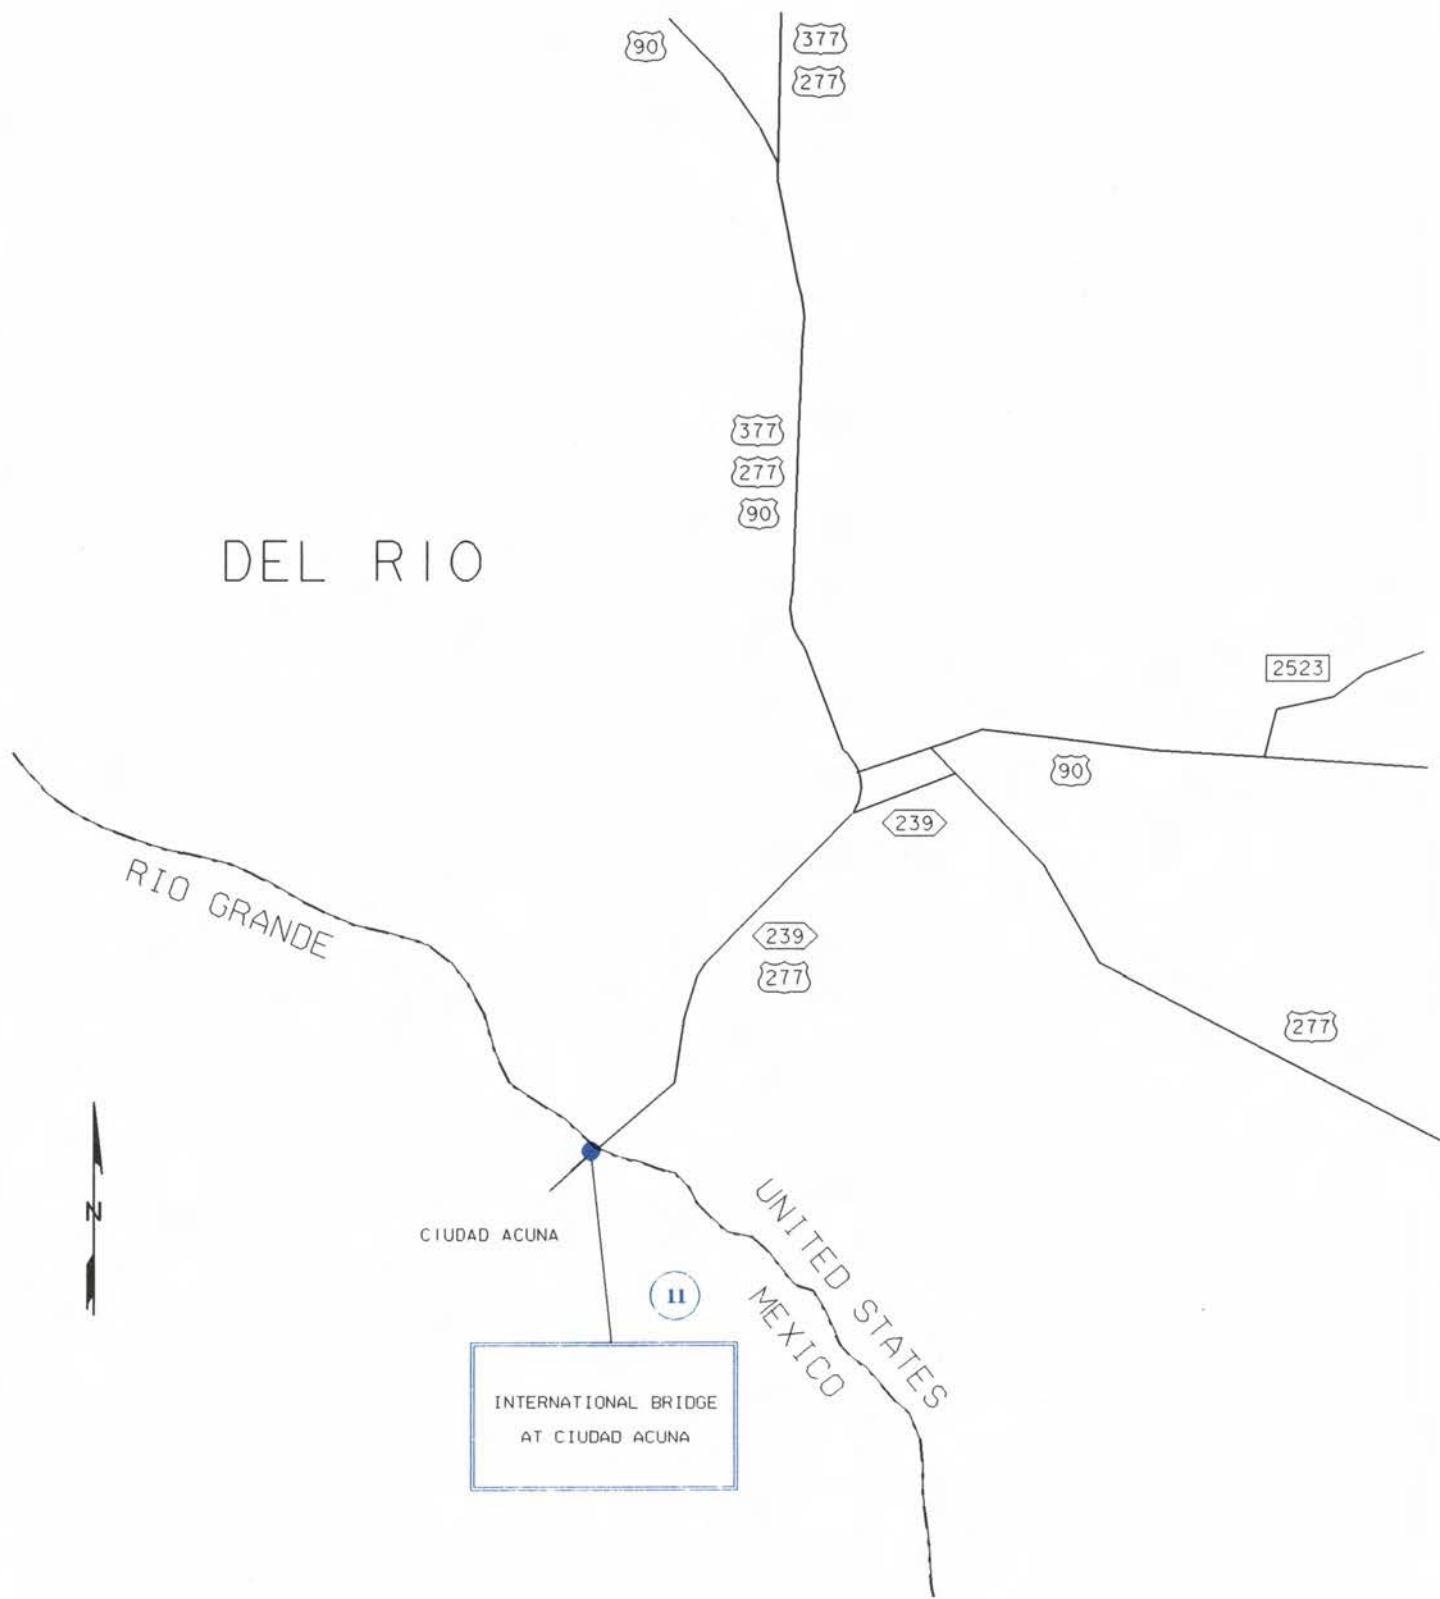 90
377
277
377
277
90
DEL RIO
2523
90
239
RIO GRANDE
239
277
277
N
CIUDAD ACUNA
UNITED STATES
MEXICO
11
INTERNATIONAL BRIDGE
AT CIUDAD ACUNA